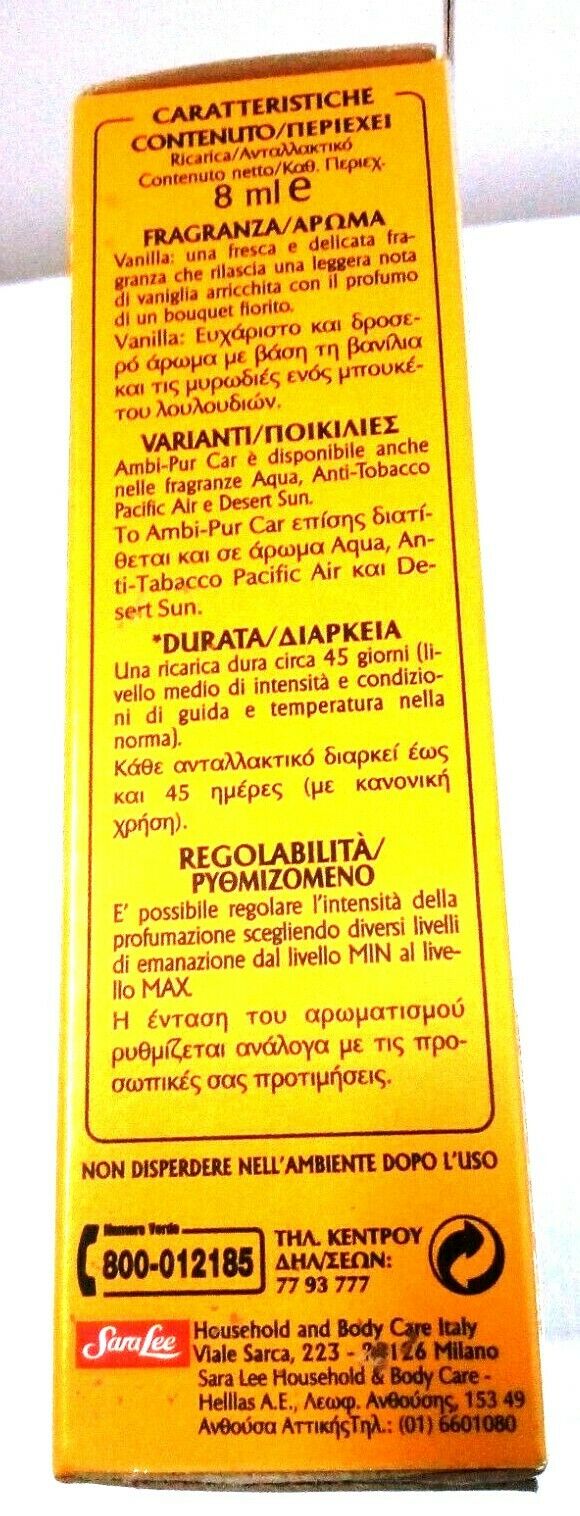 CARATTERISTICHE
CONTENUTO/ΠΕΡΙΕΧΕΙ
Ricarica/Ανταλλακτικό
Contenuto netto/Καθ. Περιεχ.
8 ml e
FRAGRANZA/ΑΡΩΜΑ
Vanilla: una fresca e delicata fra-
granza che rilascia una leggera nota
di vaniglia arricchita con il profumo
di un bouquet fiorito.
Vanilla: Ευχάριστο και δροσε-
ρό άρωμα με βάση τη βανίλια
και τις μυρωδιές ενός μπουκέ-
του λουλουδιών.
VARIANTI/ΠΟΙΚΙΛΙΕΣ
Ambi-Pur Car è disponibile anche
nelle fragranze Aqua, Anti-Tobacco
Pacific Air e Desert Sun.
Το Ambi-Pur Car επίσης διατί-
θεται και σε άρωμα Aqua, An-
ti-Tabacco Pacific Air και De-
sert Sun.
*DURATA/ΔΙΑΡΚΕΙΑ
Una ricarica dura circa 45 giorni (li-
vello medio di intensità e condizio-
ni di guida e temperatura nella
norma).
Κάθε ανταλλακτικό διαρκεί έως
και 45 ημέρες (με κανονική
χρήση).
REGOLABILITÀ/
ΡΥΘΜΙΖΟΜΕΝΟ
E' possibile regolare l'intensità della
profumazione scegliendo diversi livelli
di emanazione dal livello MIN al live-
llo MAX
Η ένταση του αρωματισμού
ρυθμίζεται ανάλογα με τις προ-
σωπικές σας προτιμήσεις.
NON DISPERDERE NELL'AMBIENTE DOPO L'USO
Numero Verde
800-012185
ΤΗΛ. ΚΕΝΤΡΟΥ
ΔΗΛ/ΣΕΩΝ:
77 93 777
Sara Lee
Household and Body Care Italy
Viale Sarca, 223 - Milano
Sara Lee Household & Body Care -
Helllas A.E., Λεωφ. Ανθούσης, 153 49
Ανθούσα ΑττικήςΤηλ.: (01) 6601080